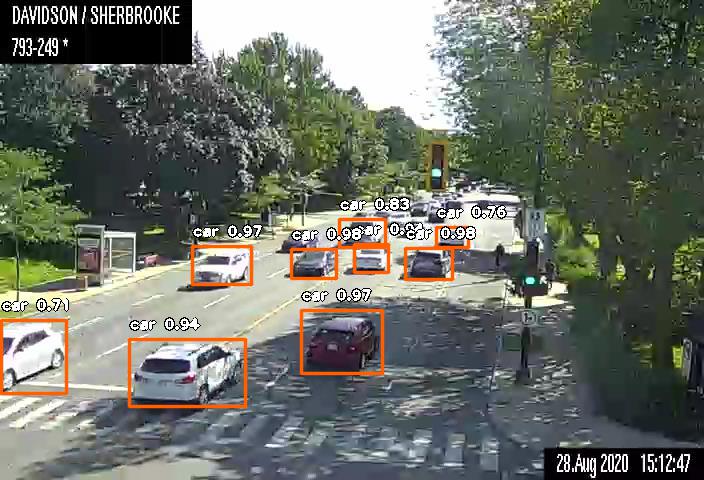 DAVIDSON / SHERBROOKE
793-249 *
car 0.83
car 0.76
car 0.97
car 0.98
car 0.93
car 0.71
car 0.94
car 0.97
28.Aug 2020 15:12:47